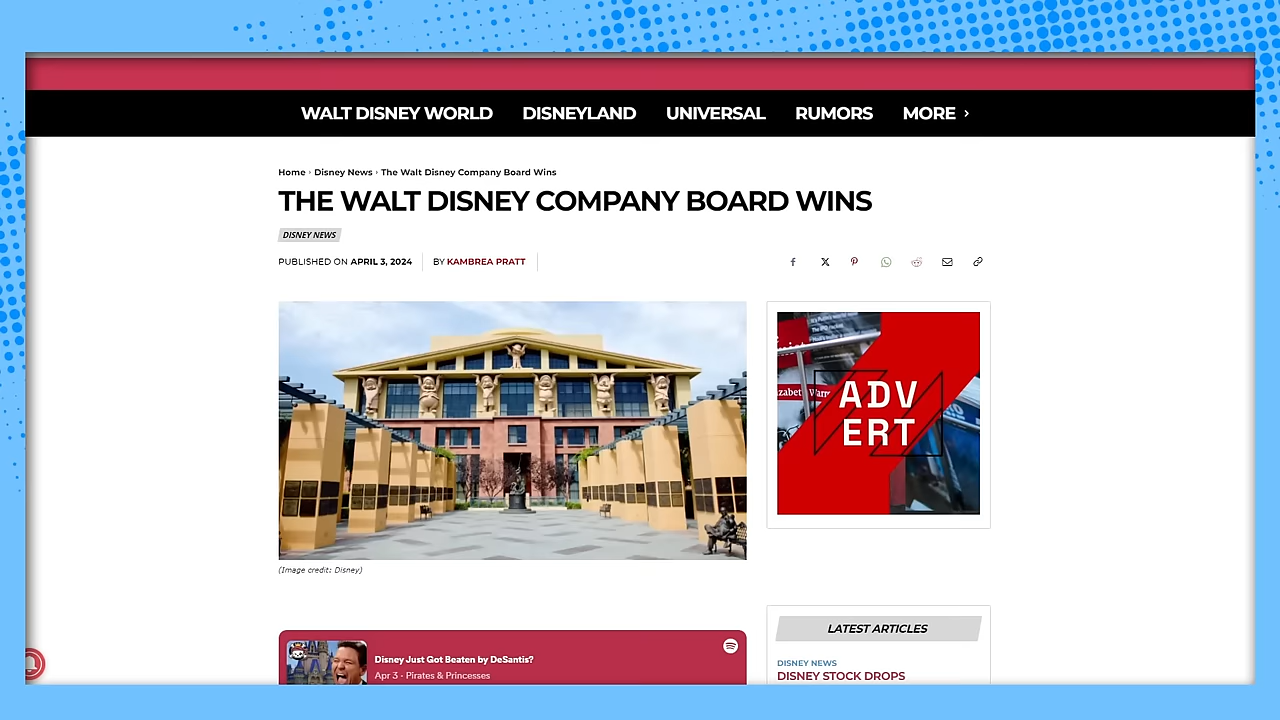 WALT DISNEY WORLD DISNEYLAND UNIVERSAL RUMORS MORE ›
Home › Disney News › The Walt Disney Company Board Wins
THE WALT DISNEY COMPANY BOARD WINS
DISNEY NEWS
PUBLISHED ON APRIL 3, 2024 BY KAMBREA PRATT
ADV
ERT
(Image credit: Disney)
Disney Just Got Beaten by DeSantis?
Apr 3 · Pirates & Princesses
LATEST ARTICLES
DISNEY NEWS
DISNEY STOCK DROPS